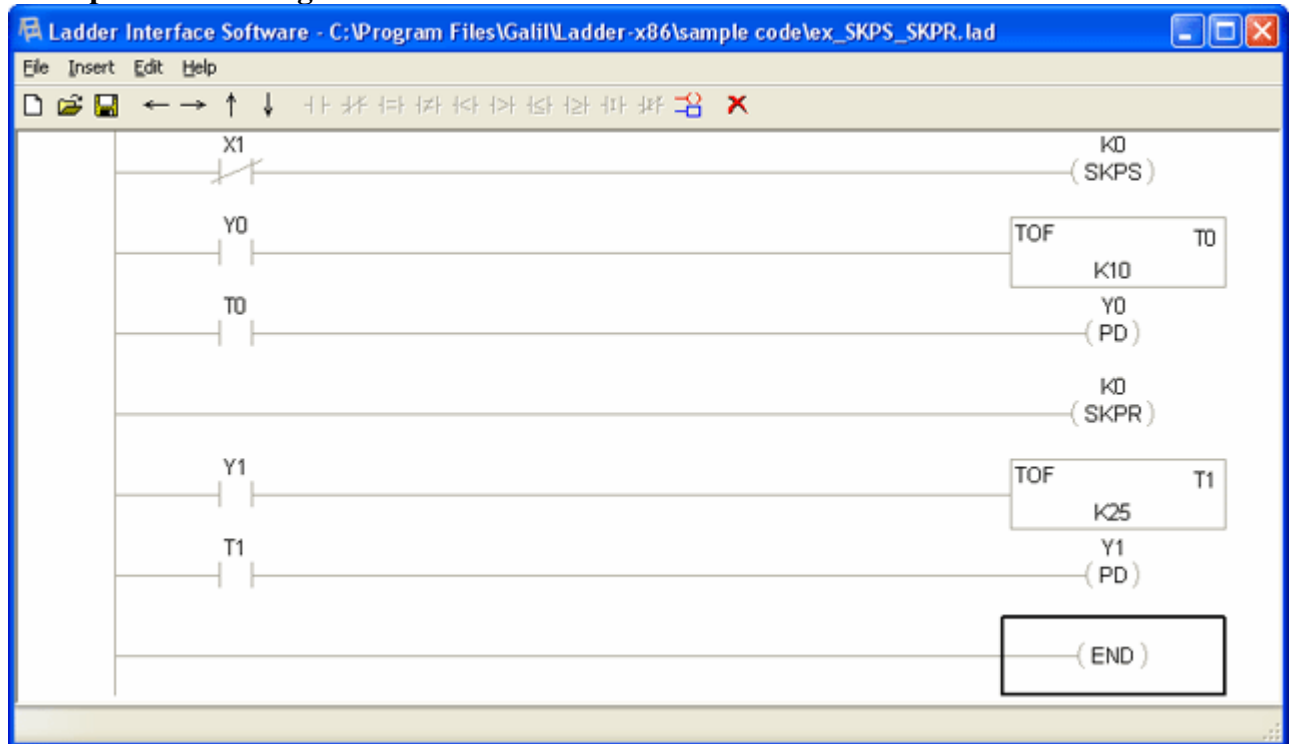 Ladder Interface Software - C:\Program Files\Galil\Ladder-x86\sample code\ex_SKPS_SKPR.lad
File Insert Edit Help
X1 K0
SKPS
Y0 TOF T0
K10
T0 Y0
PD
K0
SKPR
Y1 TOF T1
K25
T1 Y1
PD
END